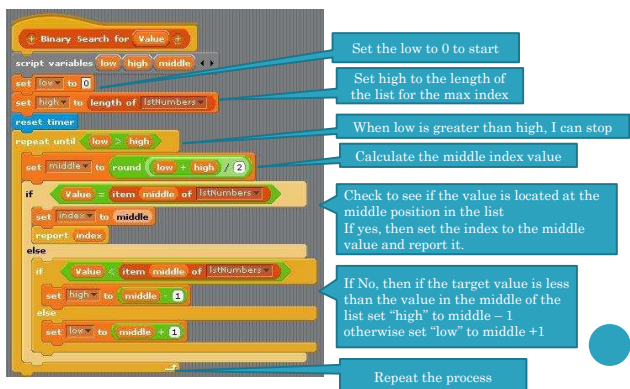 + Binary Search for Value +
script variables low high middle
set low to 0
set high to length of lstNumbers
reset timer
repeat until low > high
set middle to round low + high / 2
if Value = item middle of lstNumbers
set index to middle
report index
else
if Value < item middle of lstNumbers
set high to middle - 1
else
set low to middle + 1
Set the low to 0 to start
Set high to the length of
the list for the max index
When low is greater than high, I can stop
Calculate the middle index value
Check to see if the value is located at the
middle position in the list
If yes, then set the index to the middle
value and report it.
If No, then if the target value is less
than the value in the middle of the
list set “high” to middle – 1
otherwise set “low” to middle +1
Repeat the process